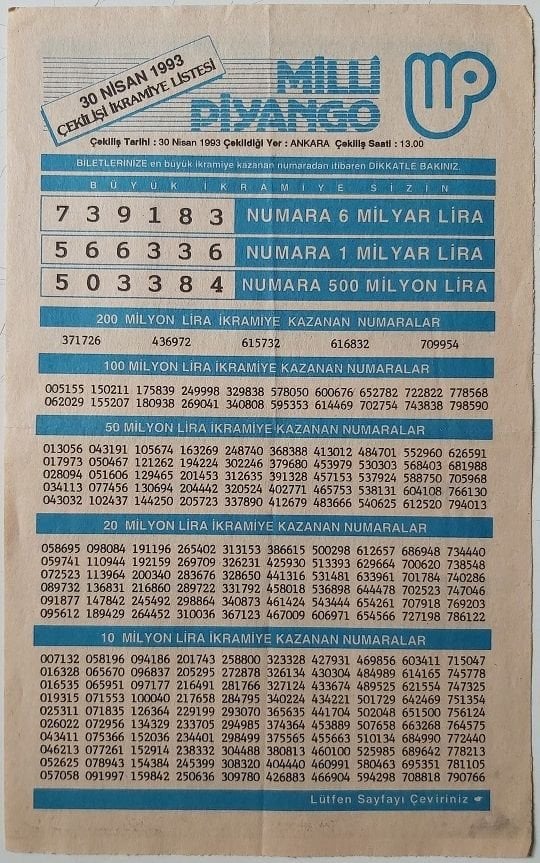 30 NİSAN 1993
ÇEKİLİŞİ İKRAMİYE LİSTESİ
MİLLİ
PİYANGO
Çekiliş Tarihi : 30 Nisan 1993 Çekildiği Yer : ANKARA Çekiliş Saati : 13.00
BİLETLERİNİZE en büyük ikramiye kazanan numaradan itibaren DİKKATLE BAKINIZ.
BÜYÜK İKRAMİYE SİZİN
739183 NUMARA 6 MİLYAR LİRA
566336 NUMARA 1 MİLYAR LİRA
503384 NUMARA 500 MİLYON LİRA
200 MİLYON LİRA İKRAMİYE KAZANAN NUMARALAR
371726 436972 615732 616832 709954
100 MİLYON LİRA İKRAMİYE KAZANAN NUMARALAR
005155 150211 175839 249998 329838 578050 600676 652782 722822 778568
062029 155207 180938 269041 340808 595353 614469 702754 743838 798590
50 MİLYON LİRA İKRAMİYE KAZANAN NUMARALAR
013056 043191 105674 163269 248740 368388 413012 484701 552960 626591
017973 050467 121262 194224 302246 379680 453979 530303 568403 681988
028094 051606 129465 201453 312635 391328 457153 537924 588750 705968
034113 077456 130694 204442 320524 402771 465753 538131 604108 766130
043032 102437 144250 205723 337890 412679 483666 540625 612520 794013
20 MİLYON LİRA İKRAMİYE KAZANAN NUMARALAR
058695 098084 191196 265402 313153 386615 500298 612657 686948 734440
059741 110944 192159 269709 326231 425930 513393 629664 700620 738548
072523 113964 200340 283676 328650 441316 531481 633961 701784 740286
089732 136831 216860 289722 331792 458018 536898 644478 702523 747046
091877 147842 245492 298864 340873 461424 543444 654261 707918 769203
095612 189429 264452 310036 367123 467009 606971 654566 727198 786122
10 MİLYON LİRA İKRAMİYE KAZANAN NUMARALAR
007132 058196 094186 201743 258800 323328 427931 469856 603411 715047
016328 065670 096837 205295 272878 326134 430304 484989 614165 745778
016535 065951 097177 216491 281766 327124 433674 489525 621554 747325
019315 071553 100040 217658 284795 340224 434221 501729 642469 751354
025311 071835 126364 229199 293070 365635 441704 502048 651500 756124
026022 072956 134329 233705 294985 374364 453889 507658 663268 764575
043411 075366 152036 234401 298499 375565 455663 510134 684990 772440
046213 077261 152914 238332 304488 380813 460100 525985 689642 778213
052625 078943 154384 245399 308320 404440 460991 580463 695351 781105
057058 091997 159842 250636 309780 426883 466904 594298 708818 790766
Lütfen Sayfayı Çeviriniz